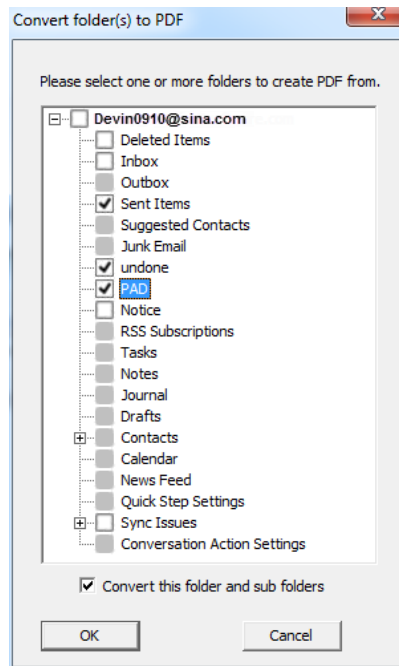 Convert folder(s) to PDF
Please select one or more folders to create PDF from.
Devin0910@sina.com
Deleted Items
Inbox
Outbox
Sent Items
Suggested Contacts
Junk Email
undone
PAD
Notice
RSS Subscriptions
Tasks
Notes
Journal
Drafts
Contacts
Calendar
News Feed
Quick Step Settings
Sync Issues
Conversation Action Settings
Convert this folder and sub folders
OK Cancel